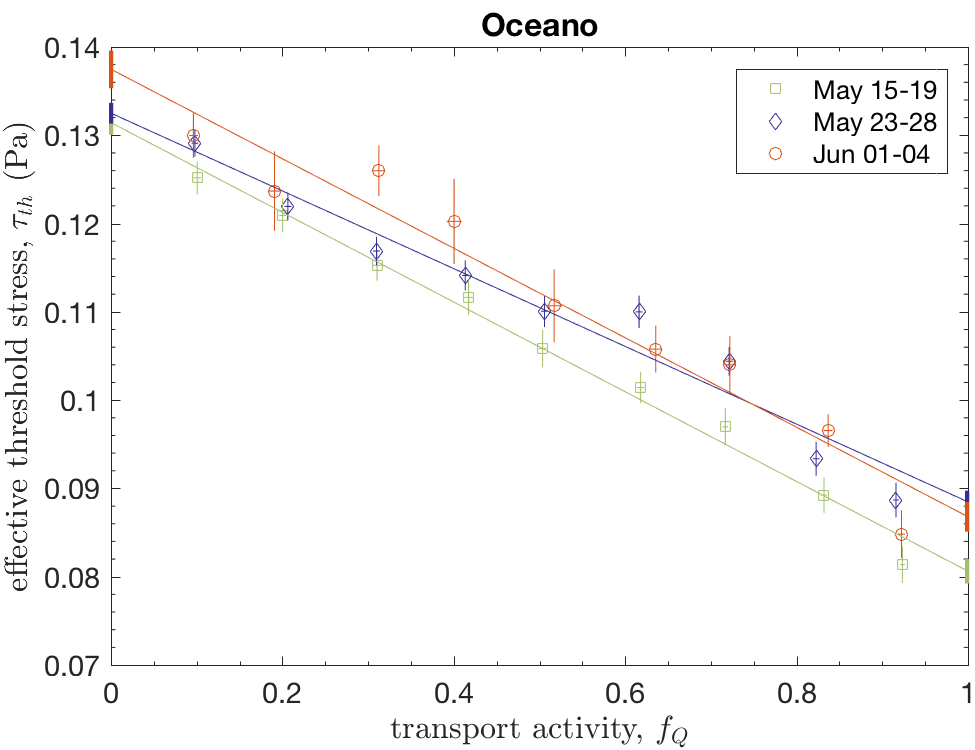 Oceano
0.14
0.13
0.12
0.11
0.1
0.09
0.08
0.07
effective threshold stress, τth (Pa)
May 15-19
May 23-28
Jun 01-04
0 0.2 0.4 0.6 0.8 1
transport activity, fQ